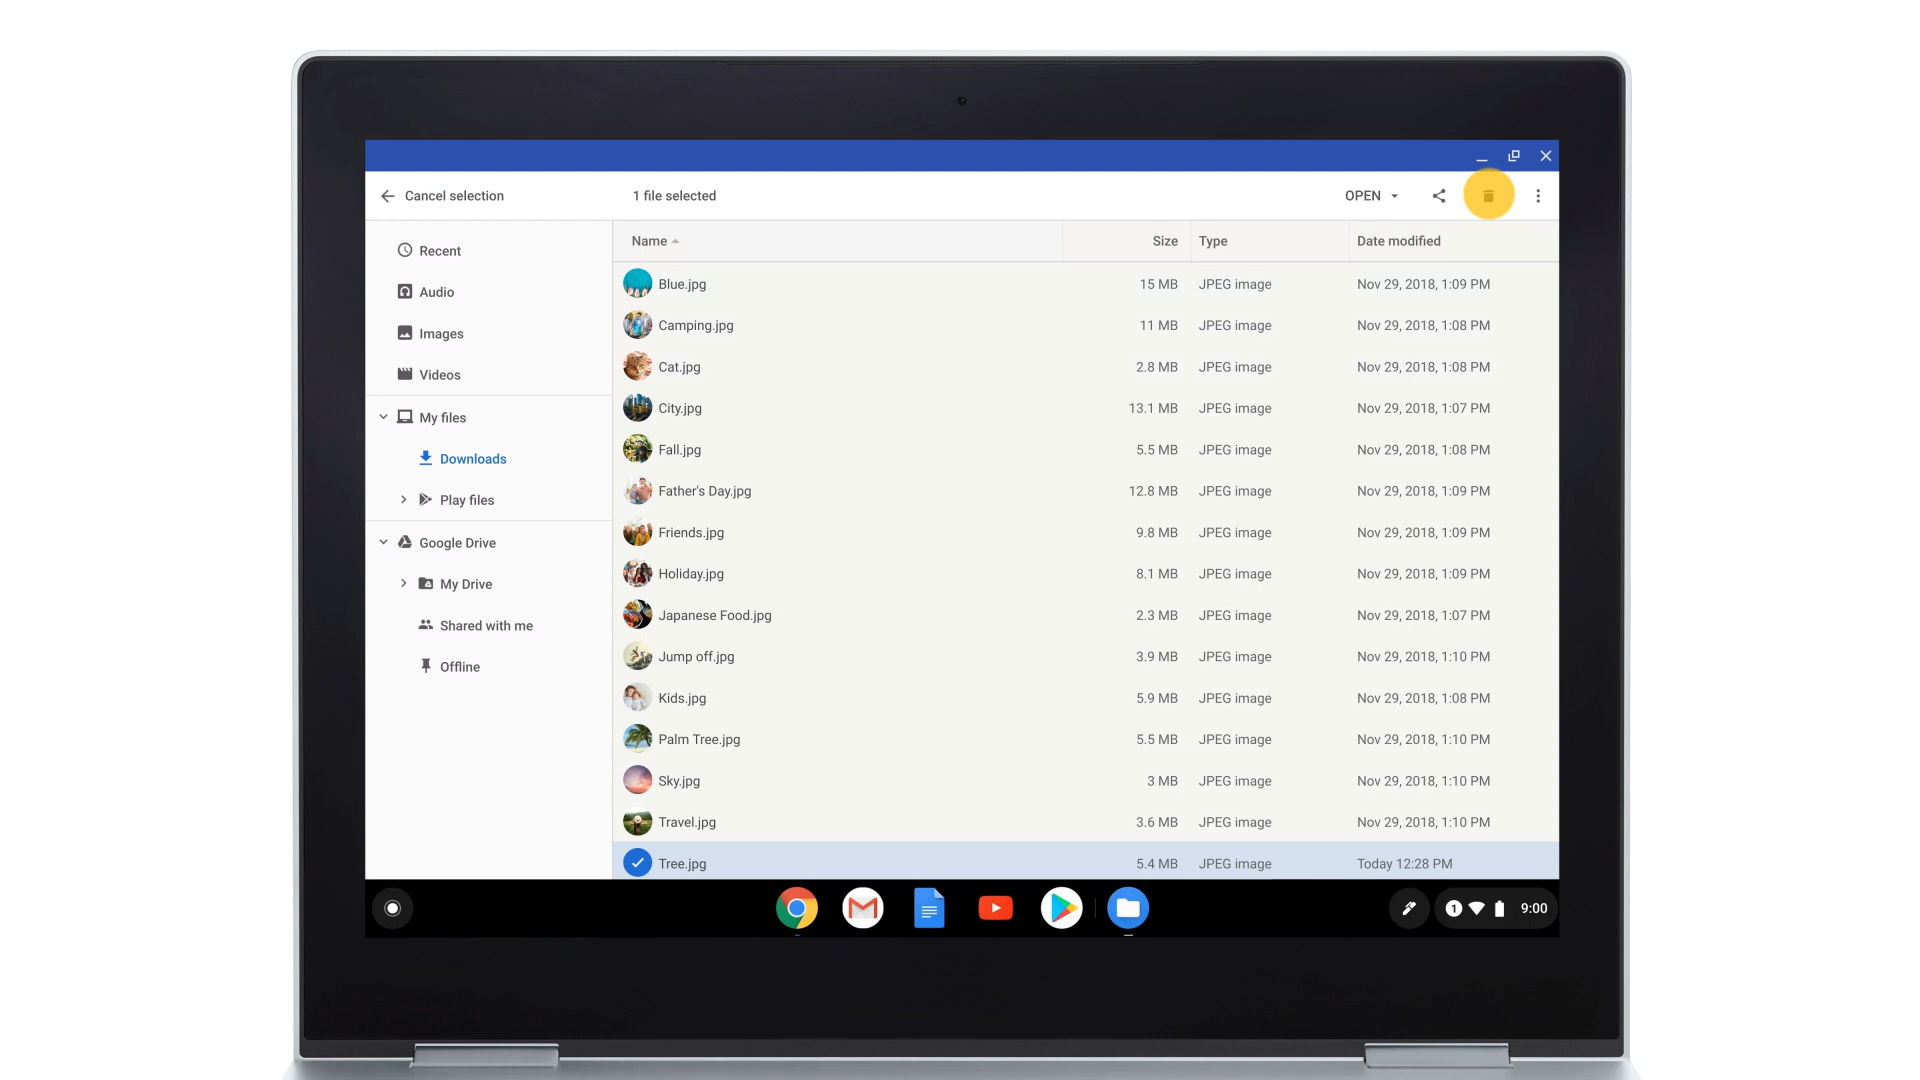 Cancel selection 1 file selected OPEN
Name Size Type Date modified
Recent
Audio
Images
Videos
My files
Downloads
Play files
Google Drive
My Drive
Shared with me
Offline
Blue.jpg 15 MB JPEG image Nov 29, 2018, 1:09 PM
Camping.jpg 11 MB JPEG image Nov 29, 2018, 1:08 PM
Cat.jpg 2.8 MB JPEG image Nov 29, 2018, 1:08 PM
City.jpg 13.1 MB JPEG image Nov 29, 2018, 1:07 PM
Fall.jpg 5.5 MB JPEG image Nov 29, 2018, 1:08 PM
Father's Day.jpg 12.8 MB JPEG image Nov 29, 2018, 1:09 PM
Friends.jpg 9.8 MB JPEG image Nov 29, 2018, 1:09 PM
Holiday.jpg 8.1 MB JPEG image Nov 29, 2018, 1:09 PM
Japanese Food.jpg 2.3 MB JPEG image Nov 29, 2018, 1:07 PM
Jump off.jpg 3.9 MB JPEG image Nov 29, 2018, 1:10 PM
Kids.jpg 5.9 MB JPEG image Nov 29, 2018, 1:08 PM
Palm Tree.jpg 5.5 MB JPEG image Nov 29, 2018, 1:10 PM
Sky.jpg 3 MB JPEG image Nov 29, 2018, 1:10 PM
Travel.jpg 3.6 MB JPEG image Nov 29, 2018, 1:10 PM
Tree.jpg 5.4 MB JPEG image Today 12:28 PM
1 9:00